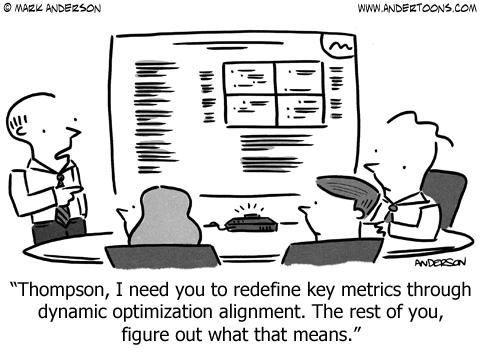 © MARK ANDERSON
WWW.ANDERTOONS.COM
ANDERSON
“Thompson, I need you to redefine key metrics through
dynamic optimization alignment. The rest of you,
figure out what that means.”